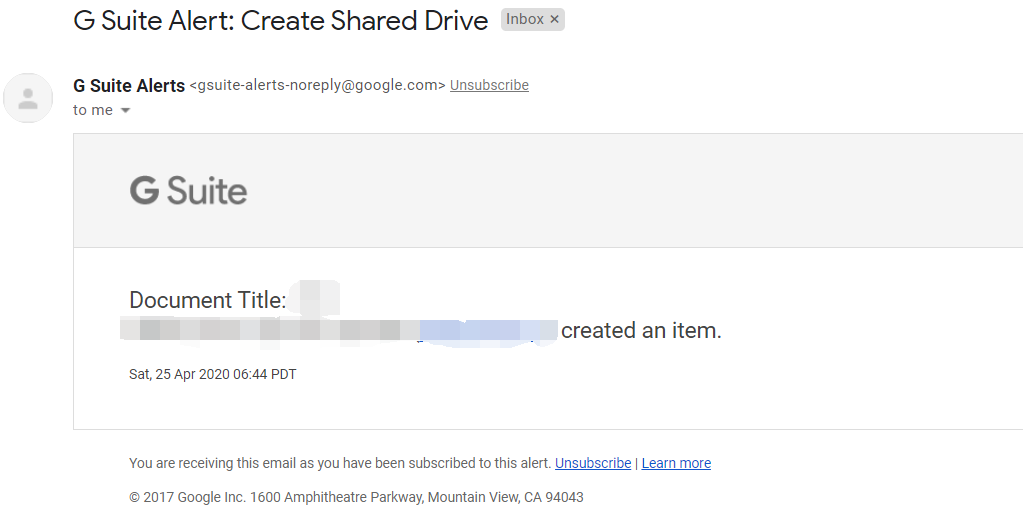 G Suite Alert: Create Shared Drive Inbox ×
G Suite Alerts <gsuite-alerts-noreply@google.com> Unsubscribe
to me
G Suite
Document Title:
created an item.
Sat, 25 Apr 2020 06:44 PDT
You are receiving this email as you have been subscribed to this alert. Unsubscribe | Learn more
© 2017 Google Inc. 1600 Amphitheatre Parkway, Mountain View, CA 94043